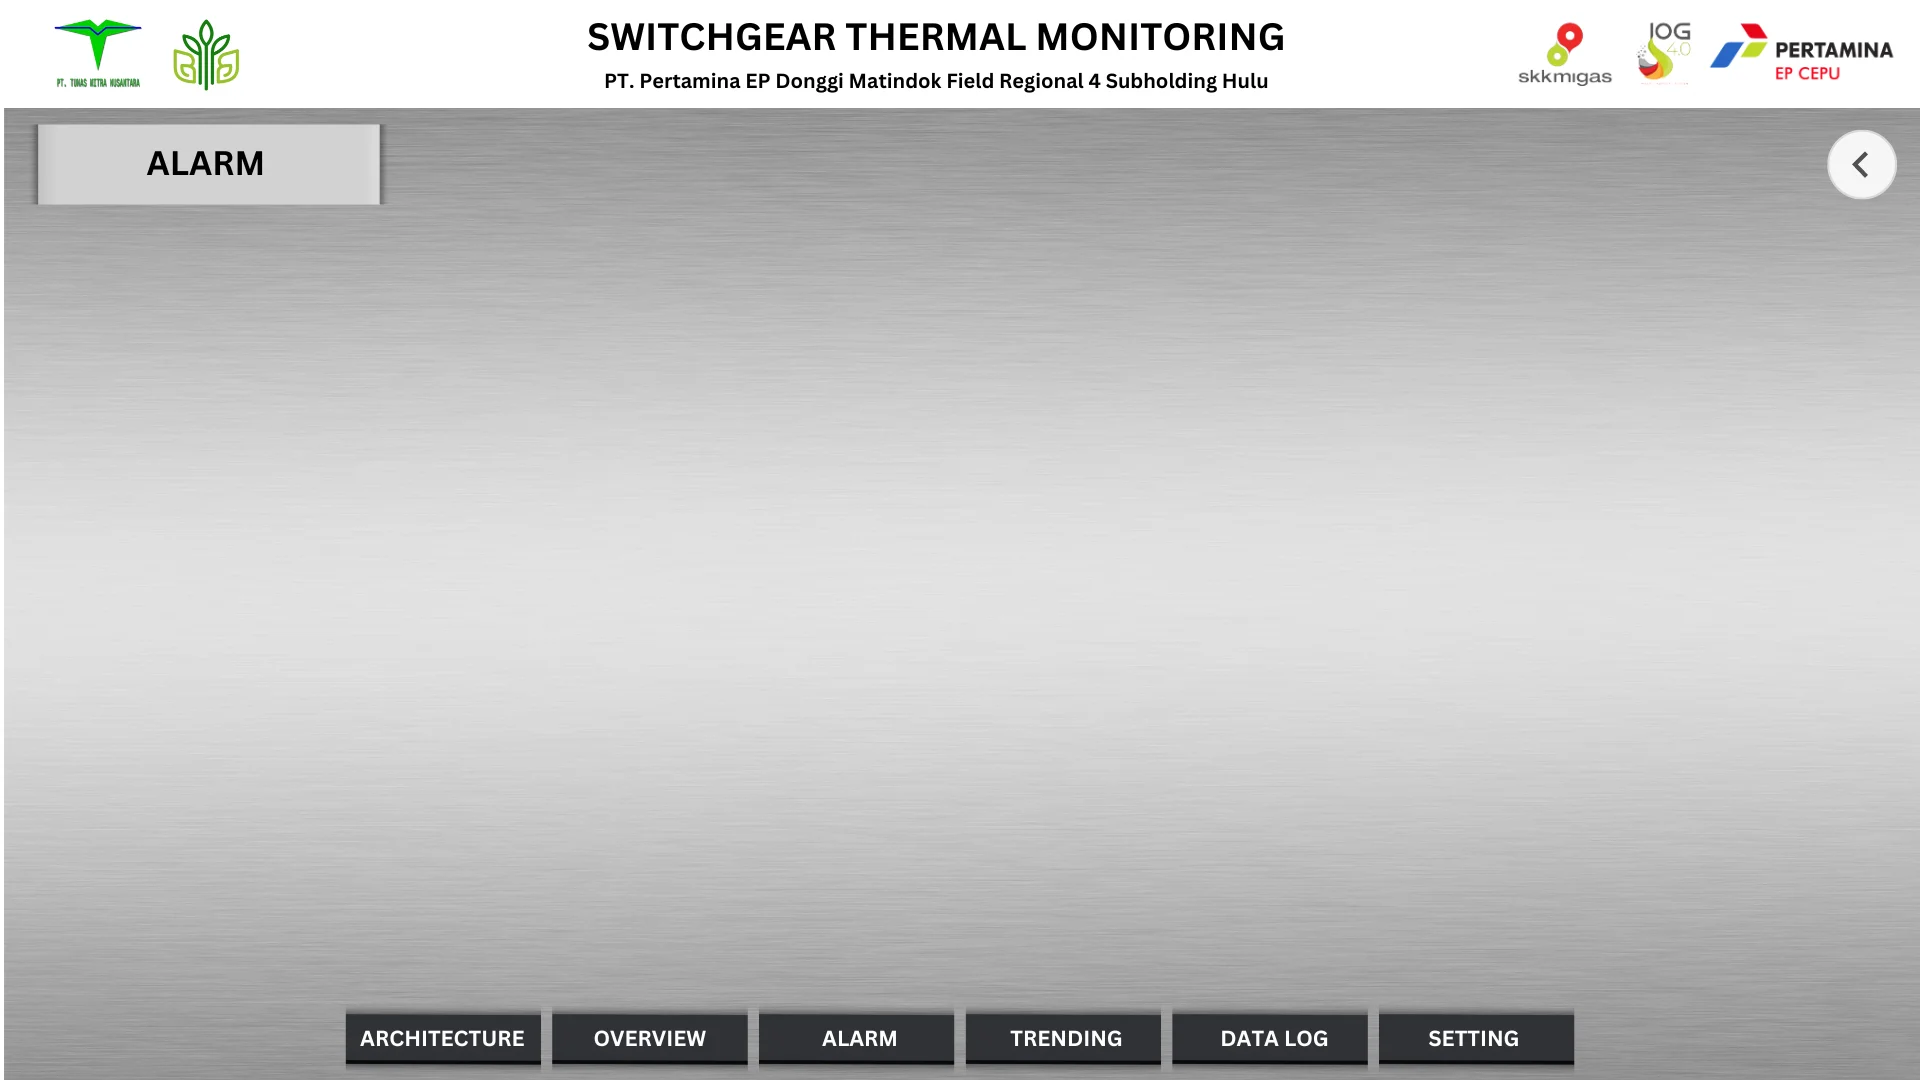 SWITCHGEAR THERMAL MONITORING
PT. Pertamina EP Donggi Matindok Field Regional 4 Subholding Hulu
PT. TUNAS MITRA NUSANTARA
skkmigas
IOG
4.0
PERTAMINA
EP CEPU
ALARM
ARCHITECTURE
OVERVIEW
ALARM
TRENDING
DATA LOG
SETTING